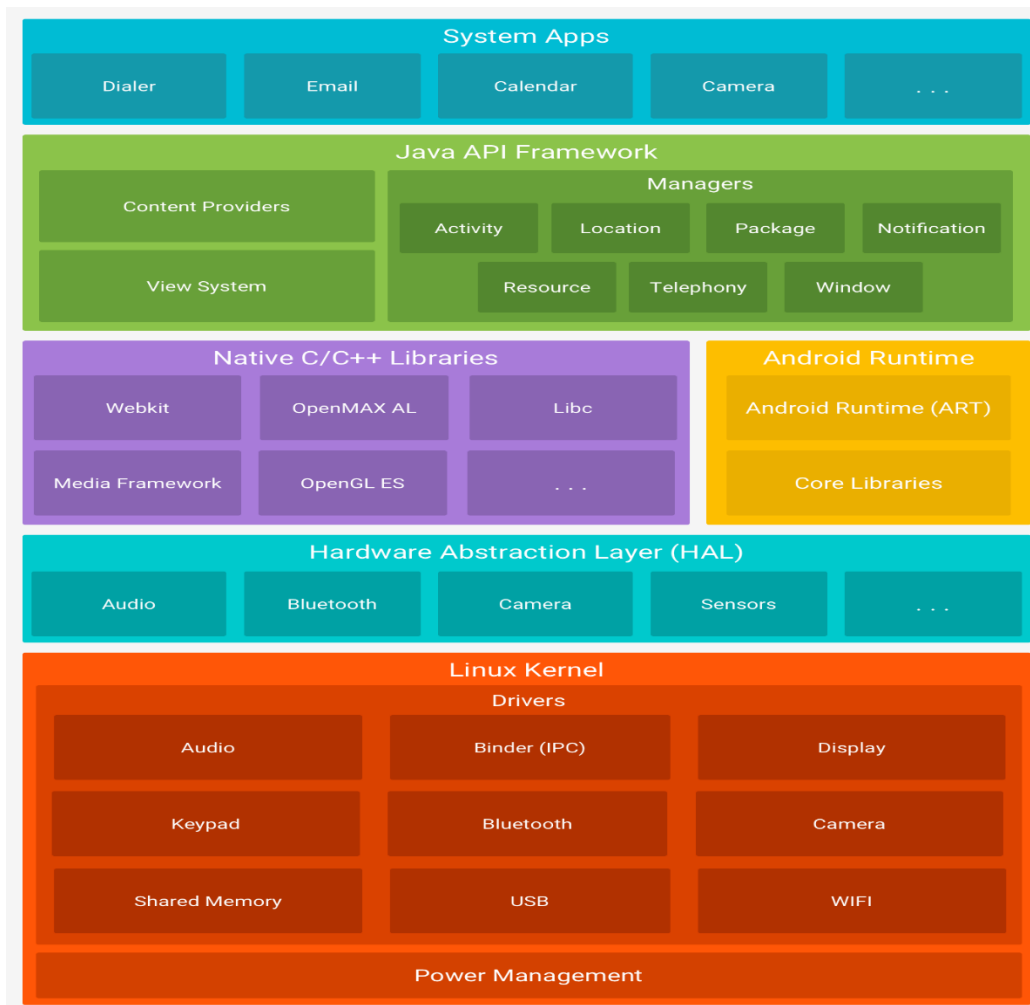 System Apps
Dialer
Email
Calendar
Camera
. . .
Java API Framework
Content Providers
View System
Managers
Activity
Location
Package
Notification
Resource
Telephony
Window
Native C/C++ Libraries
Webkit
OpenMAX AL
Libc
Media Framework
OpenGL ES
. . .
Android Runtime
Android Runtime (ART)
Core Libraries
Hardware Abstraction Layer (HAL)
Audio
Bluetooth
Camera
Sensors
. . .
Linux Kernel
Drivers
Audio
Binder (IPC)
Display
Keypad
Bluetooth
Camera
Shared Memory
USB
WIFI
Power Management